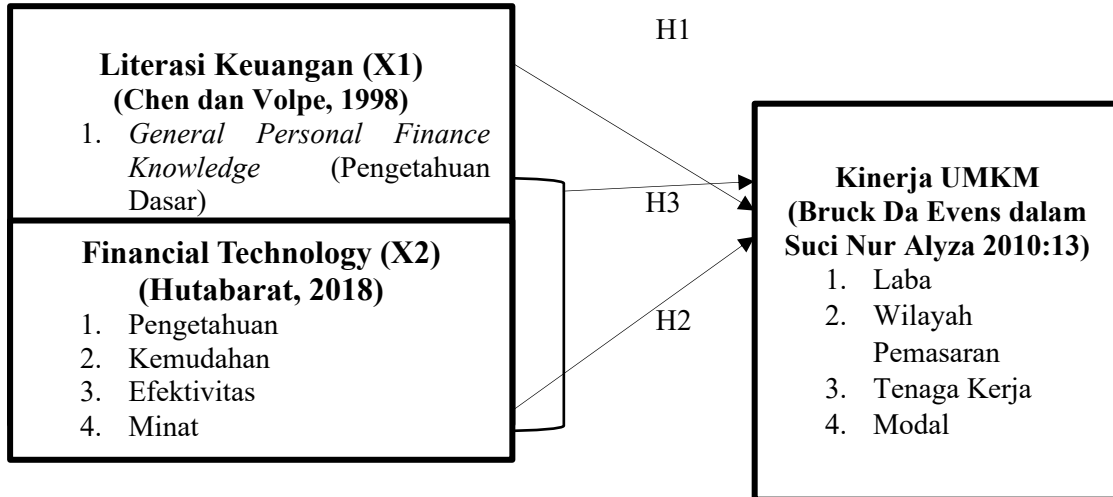 Literasi Keuangan (X1)
(Chen dan Volpe, 1998)
1. General Personal Finance
Knowledge (Pengetahuan
Dasar)
Financial Technology (X2)
(Hutabarat, 2018)
1. Pengetahuan
2. Kemudahan
3. Efektivitas
4. Minat
H1
H3
H2
Kinerja UMKM
(Bruck Da Evens dalam
Suci Nur Alyza 2010:13)
1. Laba
2. Wilayah
Pemasaran
3. Tenaga Kerja
4. Modal